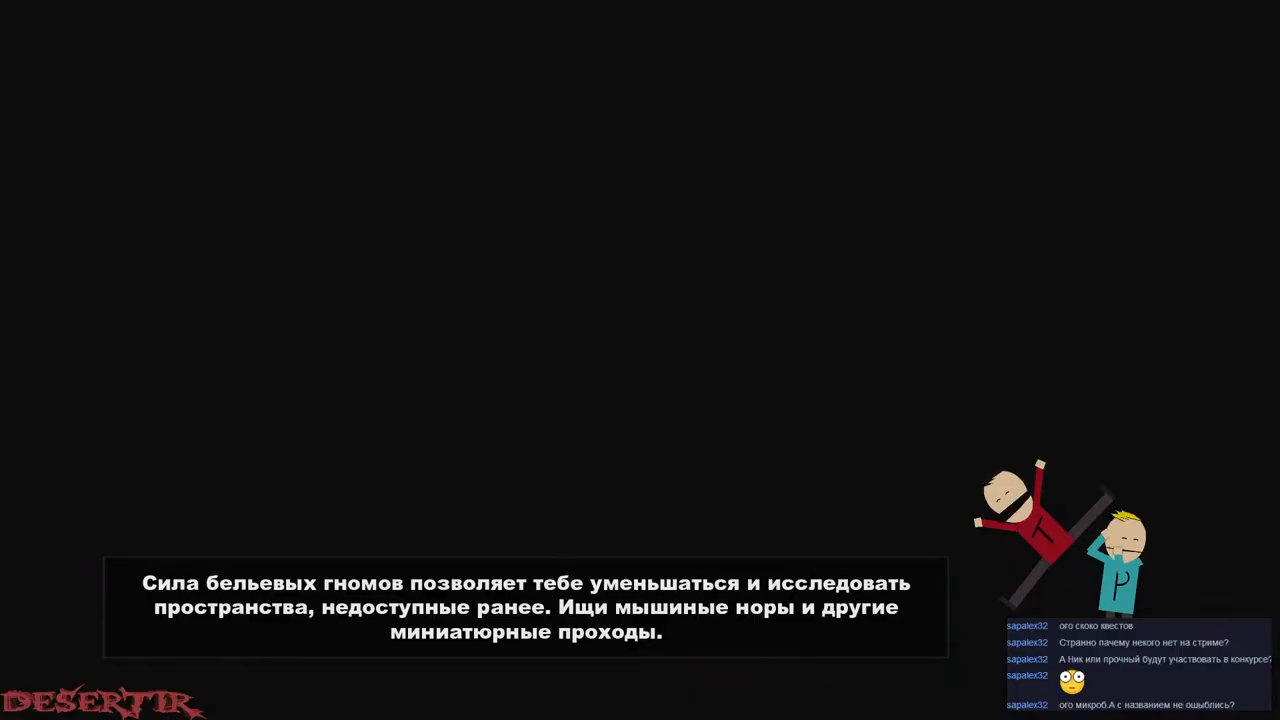 Сила бельевых гномов позволяет тебе уменьшаться и исследовать
пространства, недоступные ранее. Ищи мышиные норы и другие
миниатюрные проходы.
T
P
sapalex32 ого скоко квестов
sapalex32 Странно пачему некого нет на стриме?
sapalex32 А Ник или прочный будут участвовать в конкурсе?
sapalex32
sapalex32 ого микроб.А с названием не ошыблись?
DESERTIR